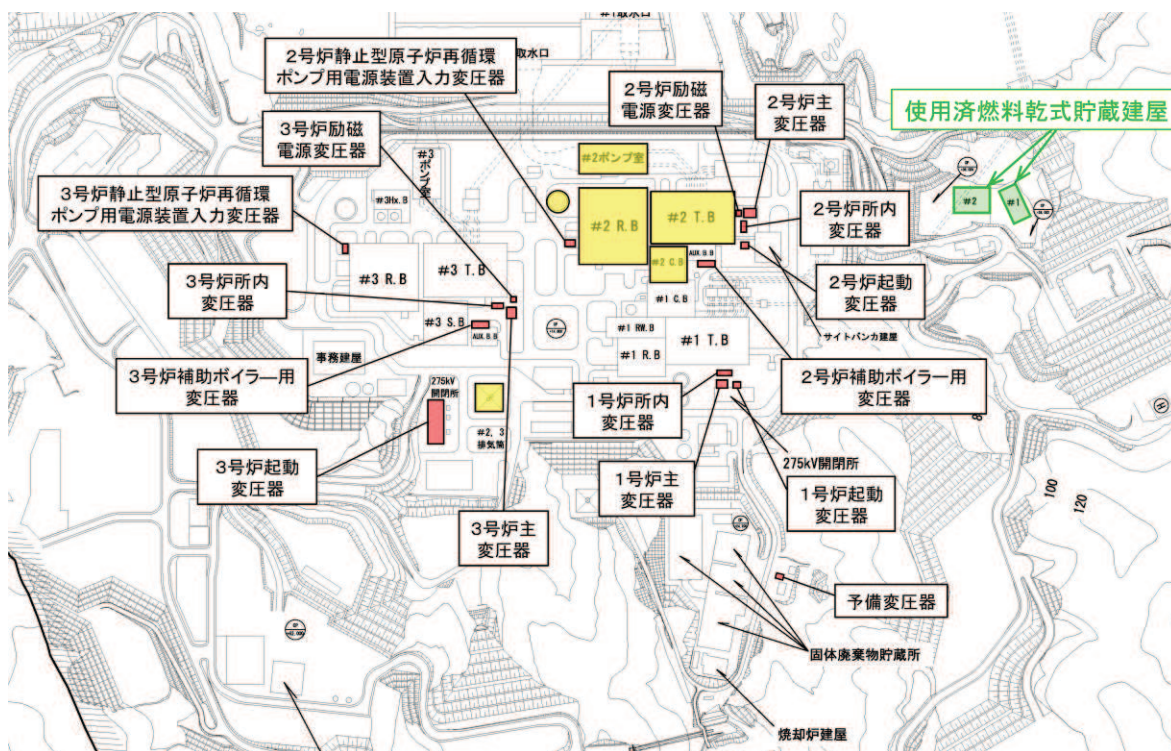 #1取水口
取水口
2号炉静止型原子炉再循環
ポンプ用電源装置入力変圧器
2号炉励磁
電源変圧器
2号炉主
変圧器
使用済燃料乾式貯蔵建屋
3号炉励磁
電源変圧器
#3
ポンプ室
#2ポンプ室
3号炉静止型原子炉再循環
ポンプ用電源装置入力変圧器
#3Hx.B
#2 R.B
#2 T.B
#2
#1
2号炉所内
変圧器
#3 R.B
#3 T.B
#2 C.B
AUX.B.B
3号炉所内
変圧器
2号炉起動
変圧器
#1 C.B
#3 S.B
AUX.B.B
#1 RW.B
#1 T.B
サイトバンカ建屋
事務建屋
#1 R.B
3号炉補助ボイラー用
変圧器
275kV
開閉所
1号炉所内
変圧器
2号炉補助ボイラー用
変圧器
#2, 3
排気筒
3号炉起動
変圧器
1号炉主
変圧器
275kV開閉所
1号炉起動
変圧器
100
120
3号炉主
変圧器
予備変圧器
固体廃棄物貯蔵所
焼却炉建屋